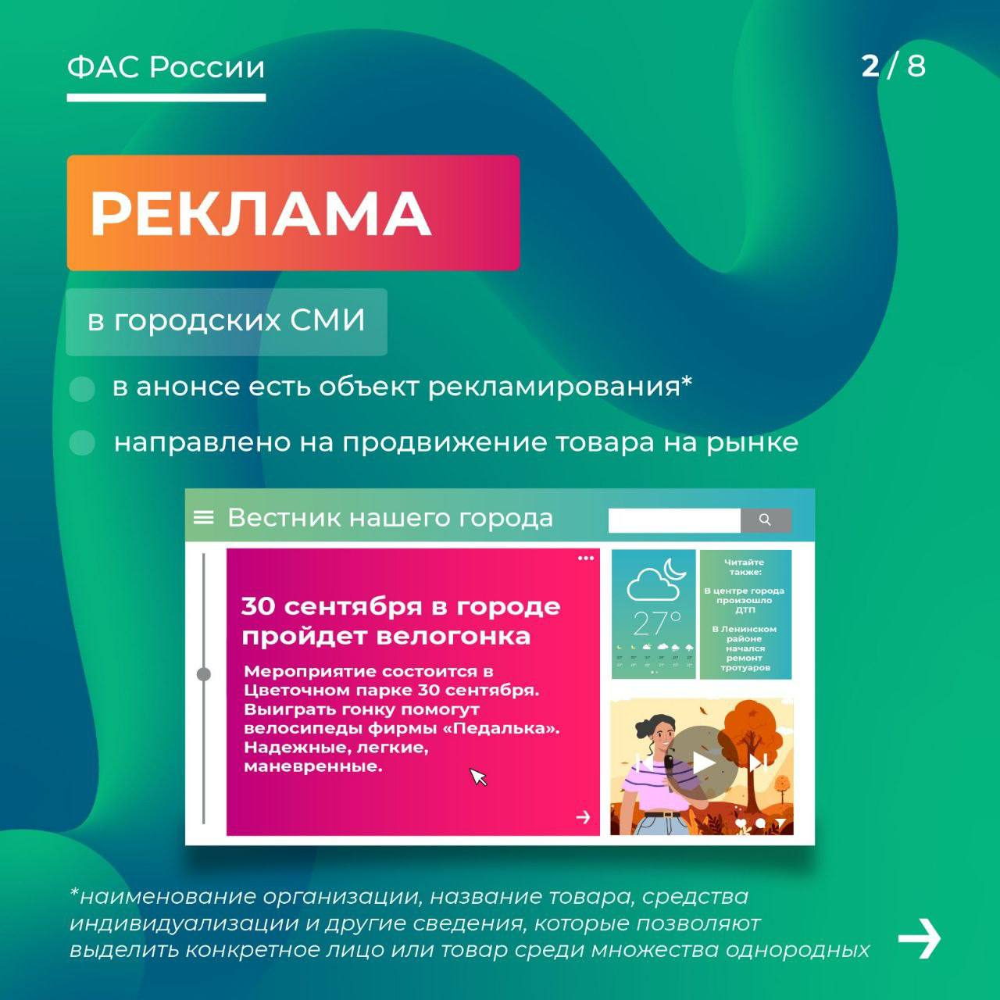 ФАС России
2 / 8
РЕКЛАМА
в городских СМИ
в анонсе есть объект рекламирования*
направлено на продвижение товара на рынке
Вестник нашего города
30 сентября в городе
пройдет велогонка
Мероприятие состоится в
Цветочном парке 30 сентября.
Выиграть гонку помогут
велосипеды фирмы «Педалька».
Надежные, легкие,
маневренные.
27°
Читайте
также:
В центре города
произошло
ДТП
В Ленинском
районе
начался
ремонт
тротуаров
*наименование организации, название товара, средства
индивидуализации и другие сведения, которые позволяют
выделить конкретное лицо или товар среди множества однородных